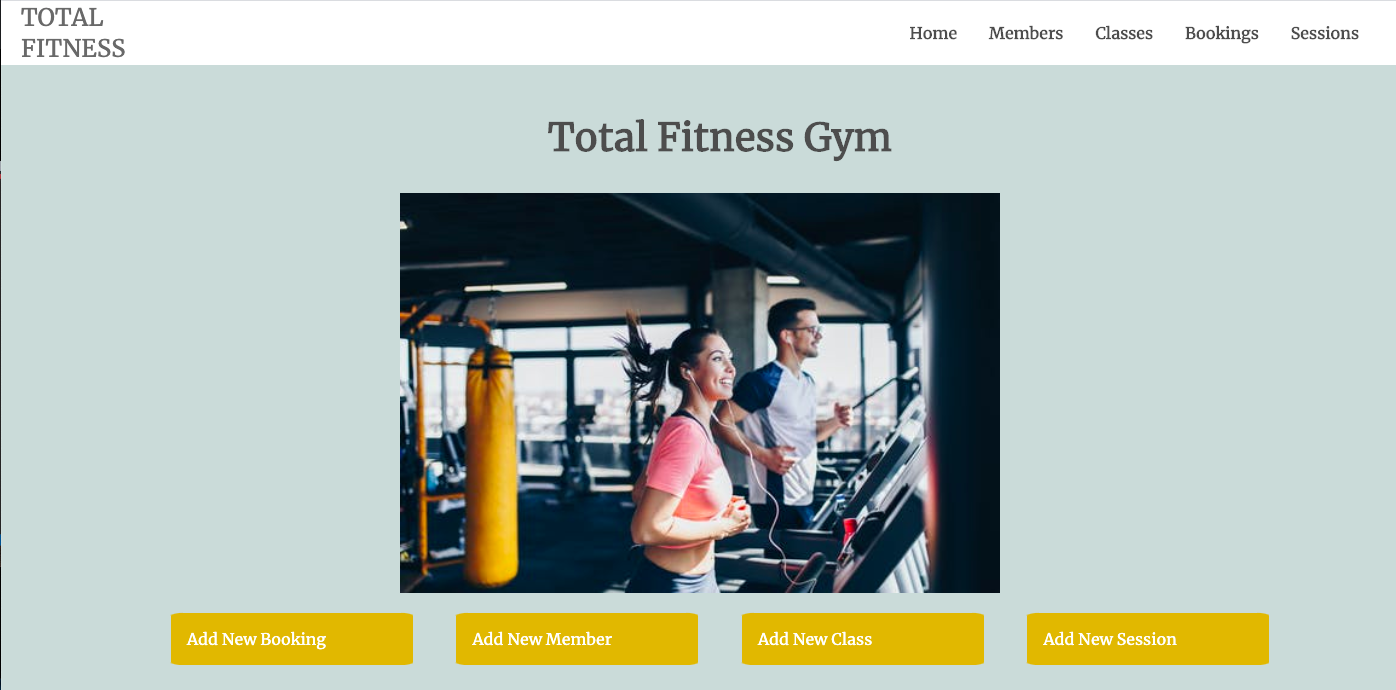 TOTAL
FITNESS
Home Members Classes Bookings Sessions
Total Fitness Gym
Add New Booking Add New Member Add New Class Add New Session